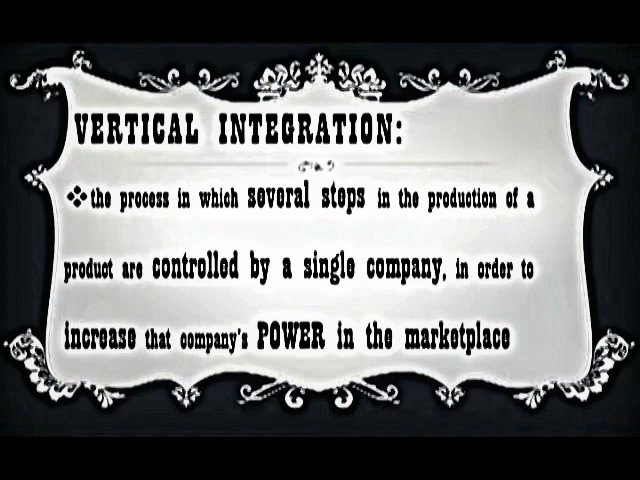 VERTICAL INTEGRATION:
❖the process in which several steps in the production of a
product are controlled by a single company, in order to
increase that company's POWER in the marketplace